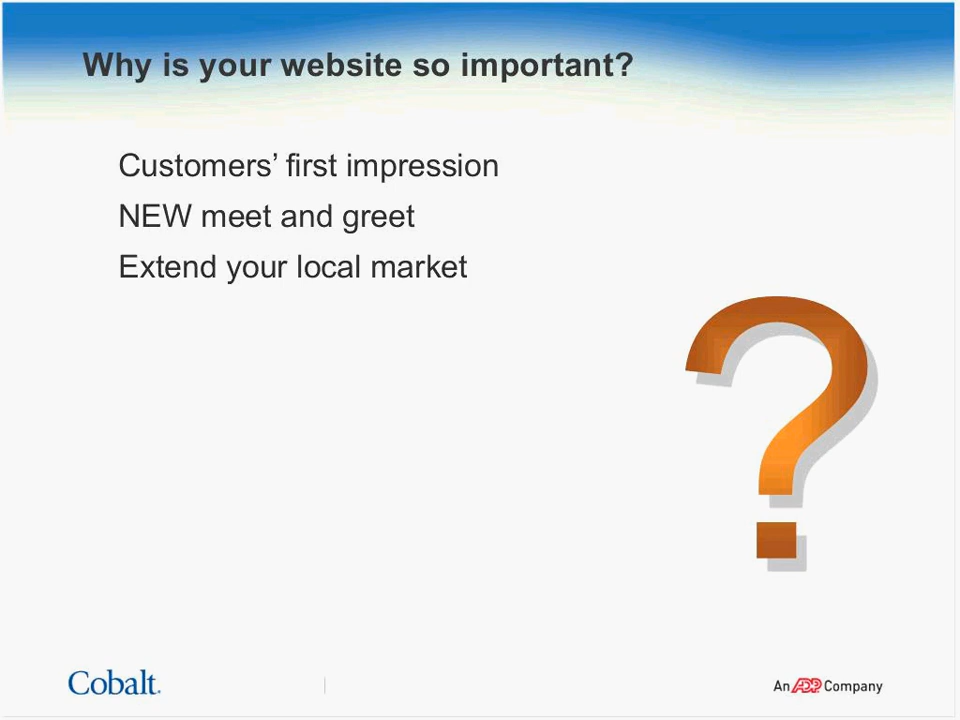 Why is your website so important?
Customers’ first impression
NEW meet and greet
Extend your local market
?
Cobalt.
An ADP Company